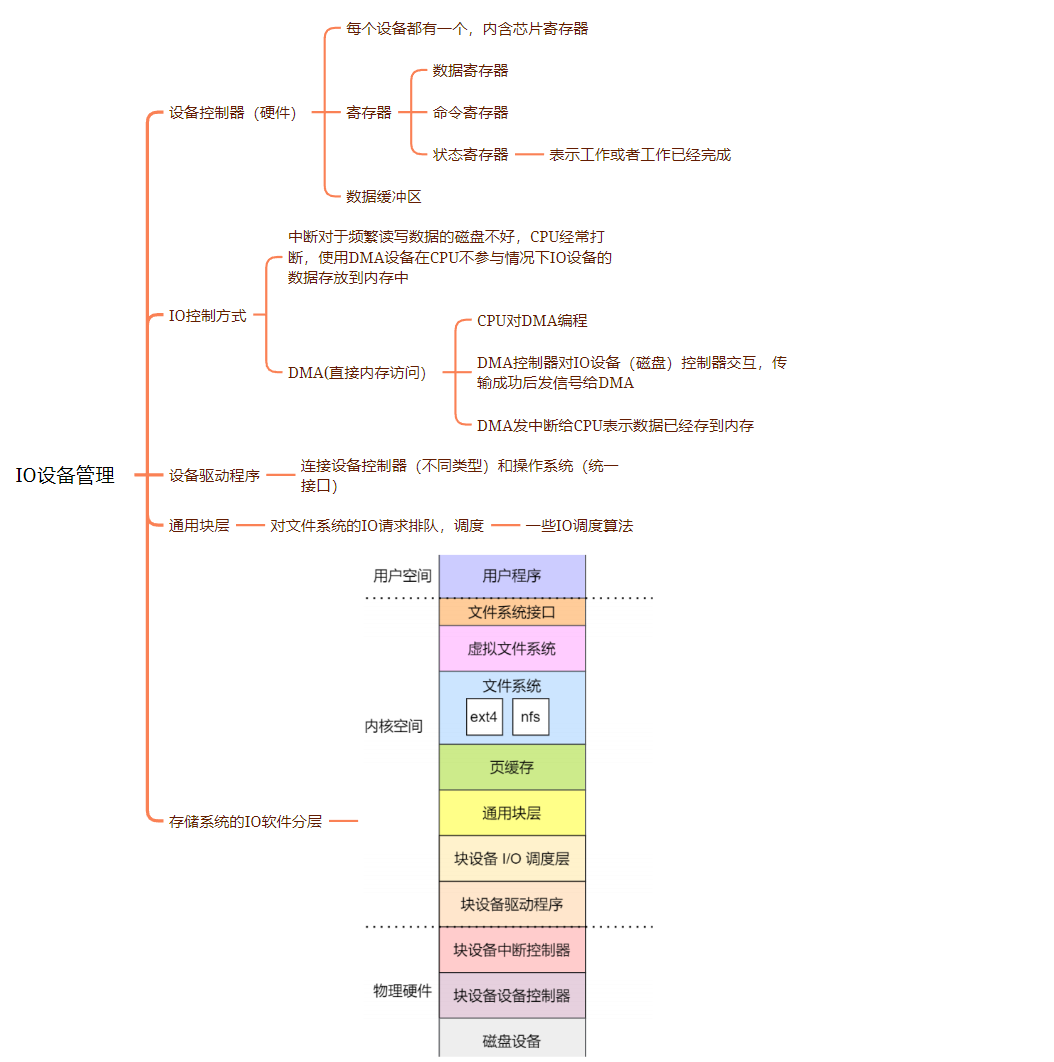 IO设备管理
设备控制器（硬件）
每个设备都有一个，内含芯片寄存器
寄存器
数据寄存器
命令寄存器
状态寄存器
表示工作或者工作已经完成
数据缓冲区
IO控制方式
中断对于频繁读写数据的磁盘不好，CPU经常打
断，使用DMA设备在CPU不参与情况下IO设备的
数据存放到内存中
DMA(直接内存访问）
CPU对DMA编程
DMA控制器对IO设备（磁盘）控制器交互，传
输成功后发信号给DMA
DMA发中断给CPU表示数据已经存到内存
设备驱动程序
连接设备控制器（不同类型）和操作系统（统一
接口）
通用块层
对文件系统的IO请求排队，调度
一些IO调度算法
存储系统的IO软件分层
用户空间
用户程序
文件系统接口
虚拟文件系统
文件系统
ext4
nfs
内核空间
页缓存
通用块层
块设备 I/O 调度层
块设备驱动程序
块设备中断控制器
物理硬件
块设备设备控制器
磁盘设备